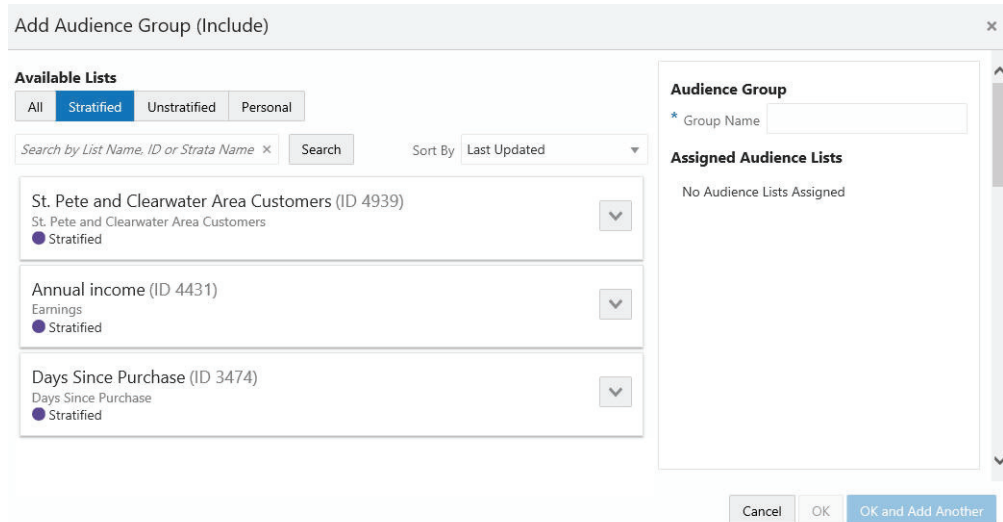 Add Audience Group (Include)
×
Available Lists
All Stratified Unstratified Personal
Search by List Name, ID or Strata Name × Search Sort By Last Updated
St. Pete and Clearwater Area Customers (ID 4939)
St. Pete and Clearwater Area Customers
Stratified
Annual income (ID 4431)
Earnings
Stratified
Days Since Purchase (ID 3474)
Days Since Purchase
Stratified
Audience Group
* Group Name
Assigned Audience Lists
No Audience Lists Assigned
Cancel OK OK and Add Another